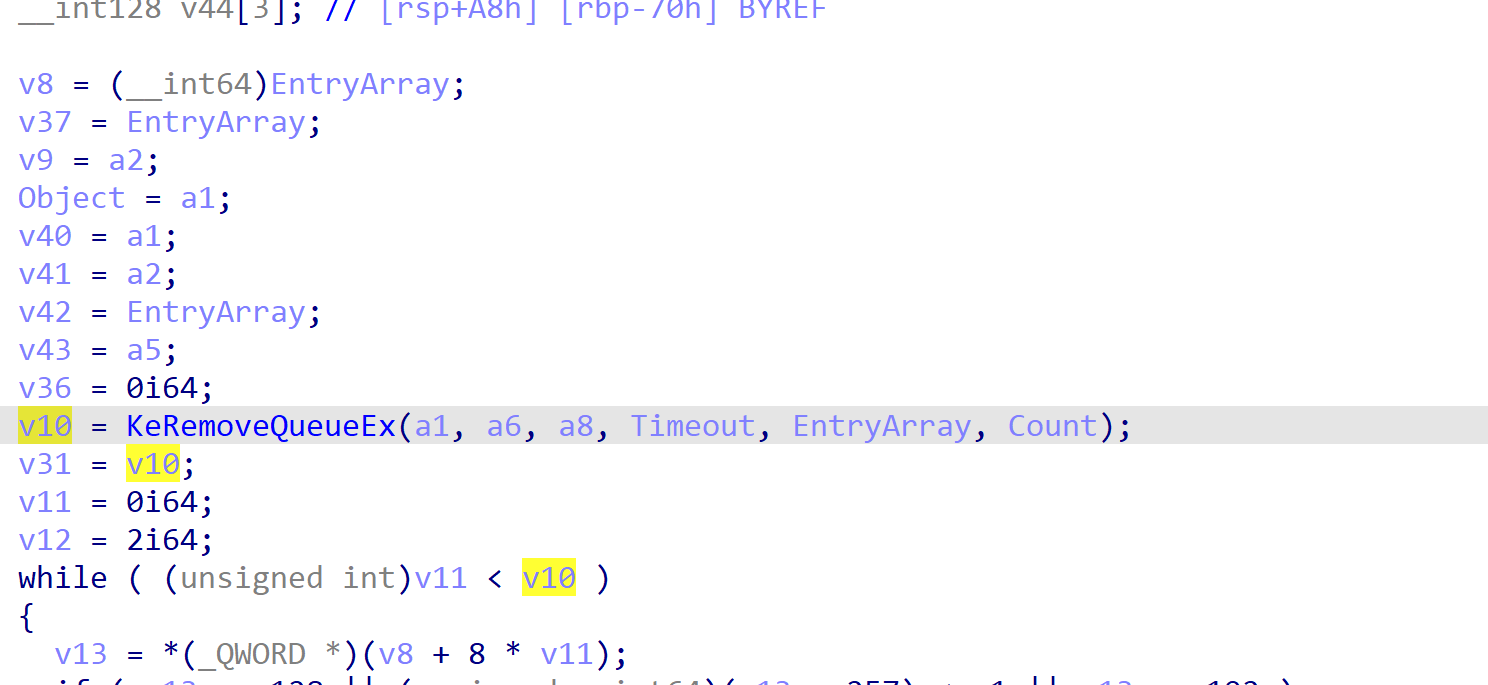 __int128 v44[3]; // [rsp+A8h] [rbp-70h] BYREF
v8 = (__int64)EntryArray;
v37 = EntryArray;
v9 = a2;
Object = a1;
v40 = a1;
v41 = a2;
v42 = EntryArray;
v43 = a5;
v36 = 0i64;
v10 = KeRemoveQueueEx(a1, a6, a8, Timeout, EntryArray, Count);
v31 = v10;
v11 = 0i64;
v12 = 2i64;
while ( (unsigned int)v11 < v10 )
{
v13 = *(_QWORD *)(v8 + 8 * v11);